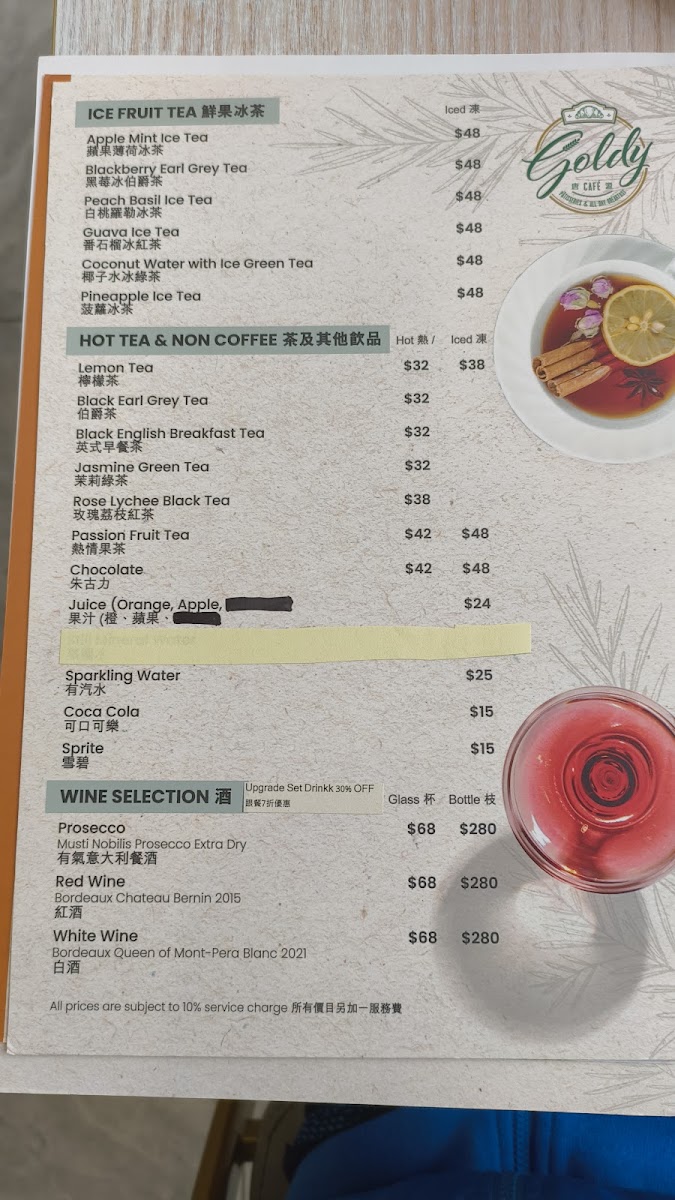 ICE FRUIT TEA 鮮果冰茶 Iced 凍
Apple Mint Ice Tea $48
蘋果薄荷冰茶
Blackberry Earl Grey Tea $48
黑莓冰伯爵茶
Peach Basil Ice Tea $48
白桃羅勒冰茶
Guava Ice Tea $48
番石榴冰紅茶
Coconut Water with Ice Green Tea $48
椰子水冰綠茶
Pineapple Ice Tea $48
菠蘿冰茶
Goldy
CAFÉ
HOT TEA & NON COFFEE 茶及其他飲品 Hot 熱 / Iced 凍
Lemon Tea $32 $38
檸檬茶
Black Earl Grey Tea $32
伯爵茶
Black English Breakfast Tea $32
英式早餐茶
Jasmine Green Tea $32
茉莉綠茶
Rose Lychee Black Tea $38
玫瑰荔枝紅茶
Passion Fruit Tea $42 $48
熱情果茶
Chocolate $42 $48
朱古力
Juice (Orange, Apple, $24
果汁 (橙、蘋果、
Mineral Water
Sparkling Water $25
有汽水
Coca Cola $15
可口可樂
Sprite $15
雪碧
WINE SELECTION 酒 Glass 杯 Bottle 枝
Upgrade Set Drinkk 30% OFF
跟餐7折優惠
Prosecco $68 $280
Musti Nobilis Prosecco Extra Dry
有氣意大利餐酒
Red Wine $68 $280
Bordeaux Chateau Bernin 2015
紅酒
White Wine $68 $280
Bordeaux Queen of Mont-Pera Blanc 2021
白酒
All prices are subject to 10% service charge 所有價目另加一服務費